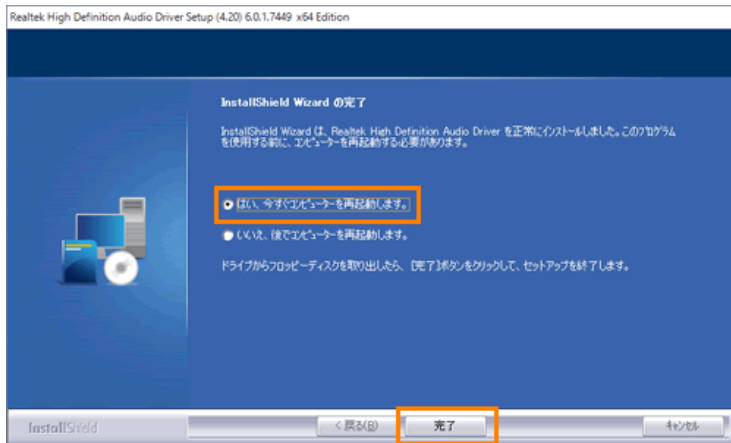 Realtek High Definition Audio Driver Setup (4.20) 6.0.1.7449 x64 Edition
InstallShield Wizard の完了
InstallShield Wizard は、Realtek High Definition Audio Driver を正常にインストールしました。このプログラム
を使用する前に、コンピューターを再起動する必要があります。
はい、今すぐコンピューターを再起動します。
いいえ、後でコンピューターを再起動します。
ドライブからフロッピーディスクを取り出したら、[完了]ボタンをクリックして、セットアップを終了します。
InstallShield
< 戻る(B)
完了
キャンセル